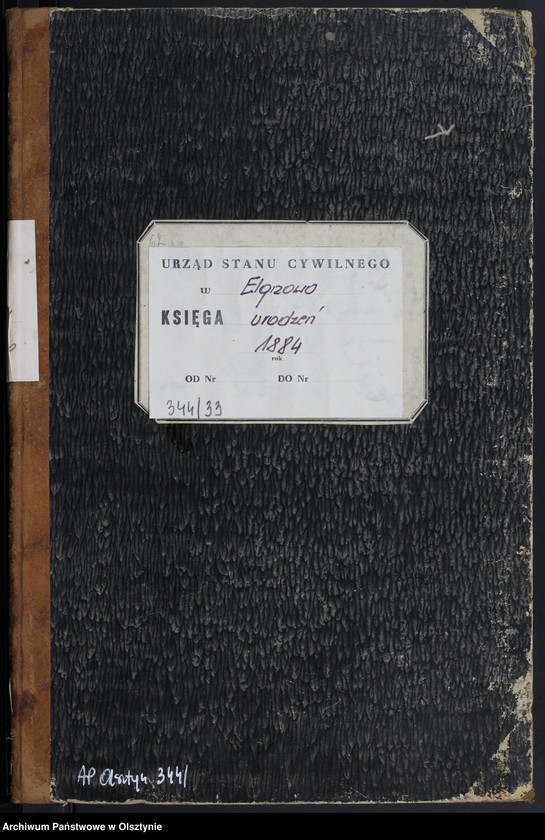 62
URZĄD STANU CYWILNEGO
w Elgnowo
KSIĘGA urodzeń
1884
rok
OD Nr DO Nr
344/33
AP Olsztyn 344/
Archiwum Państwowe w Olsztynie